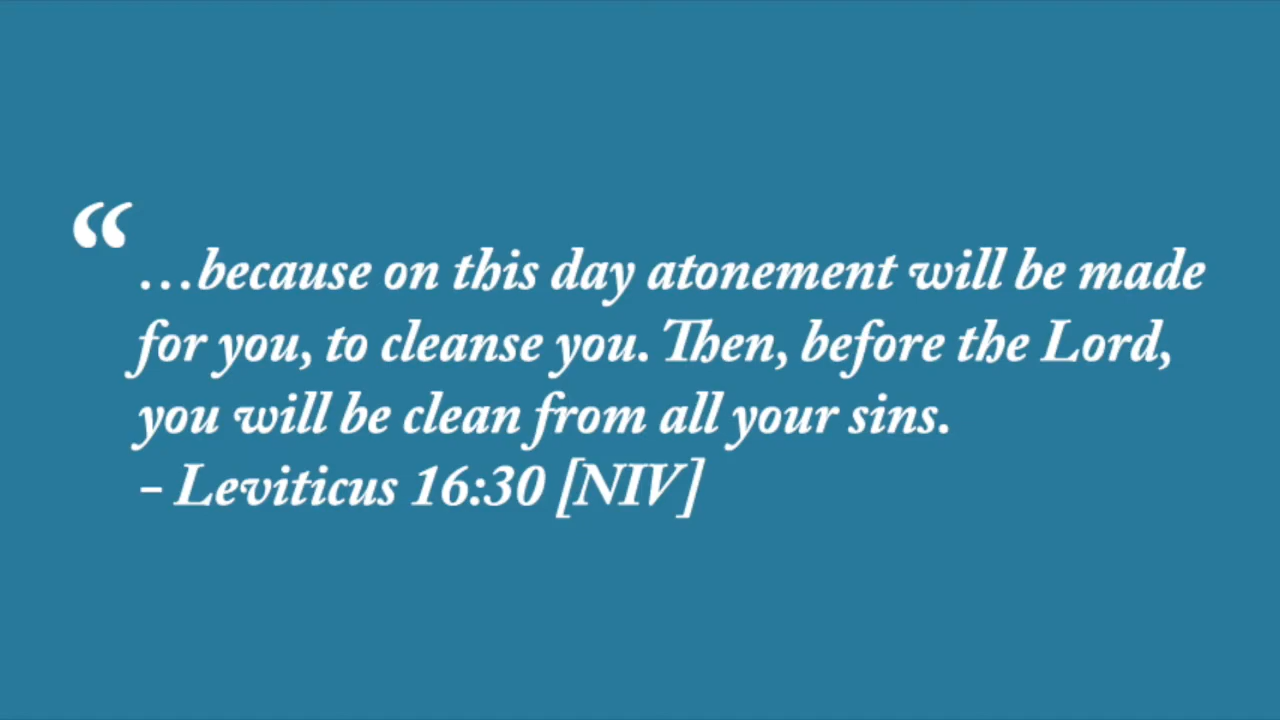 “
…because on this day atonement will be made
for you, to cleanse you. Then, before the Lord,
you will be clean from all your sins.
– Leviticus 16:30 [NIV]